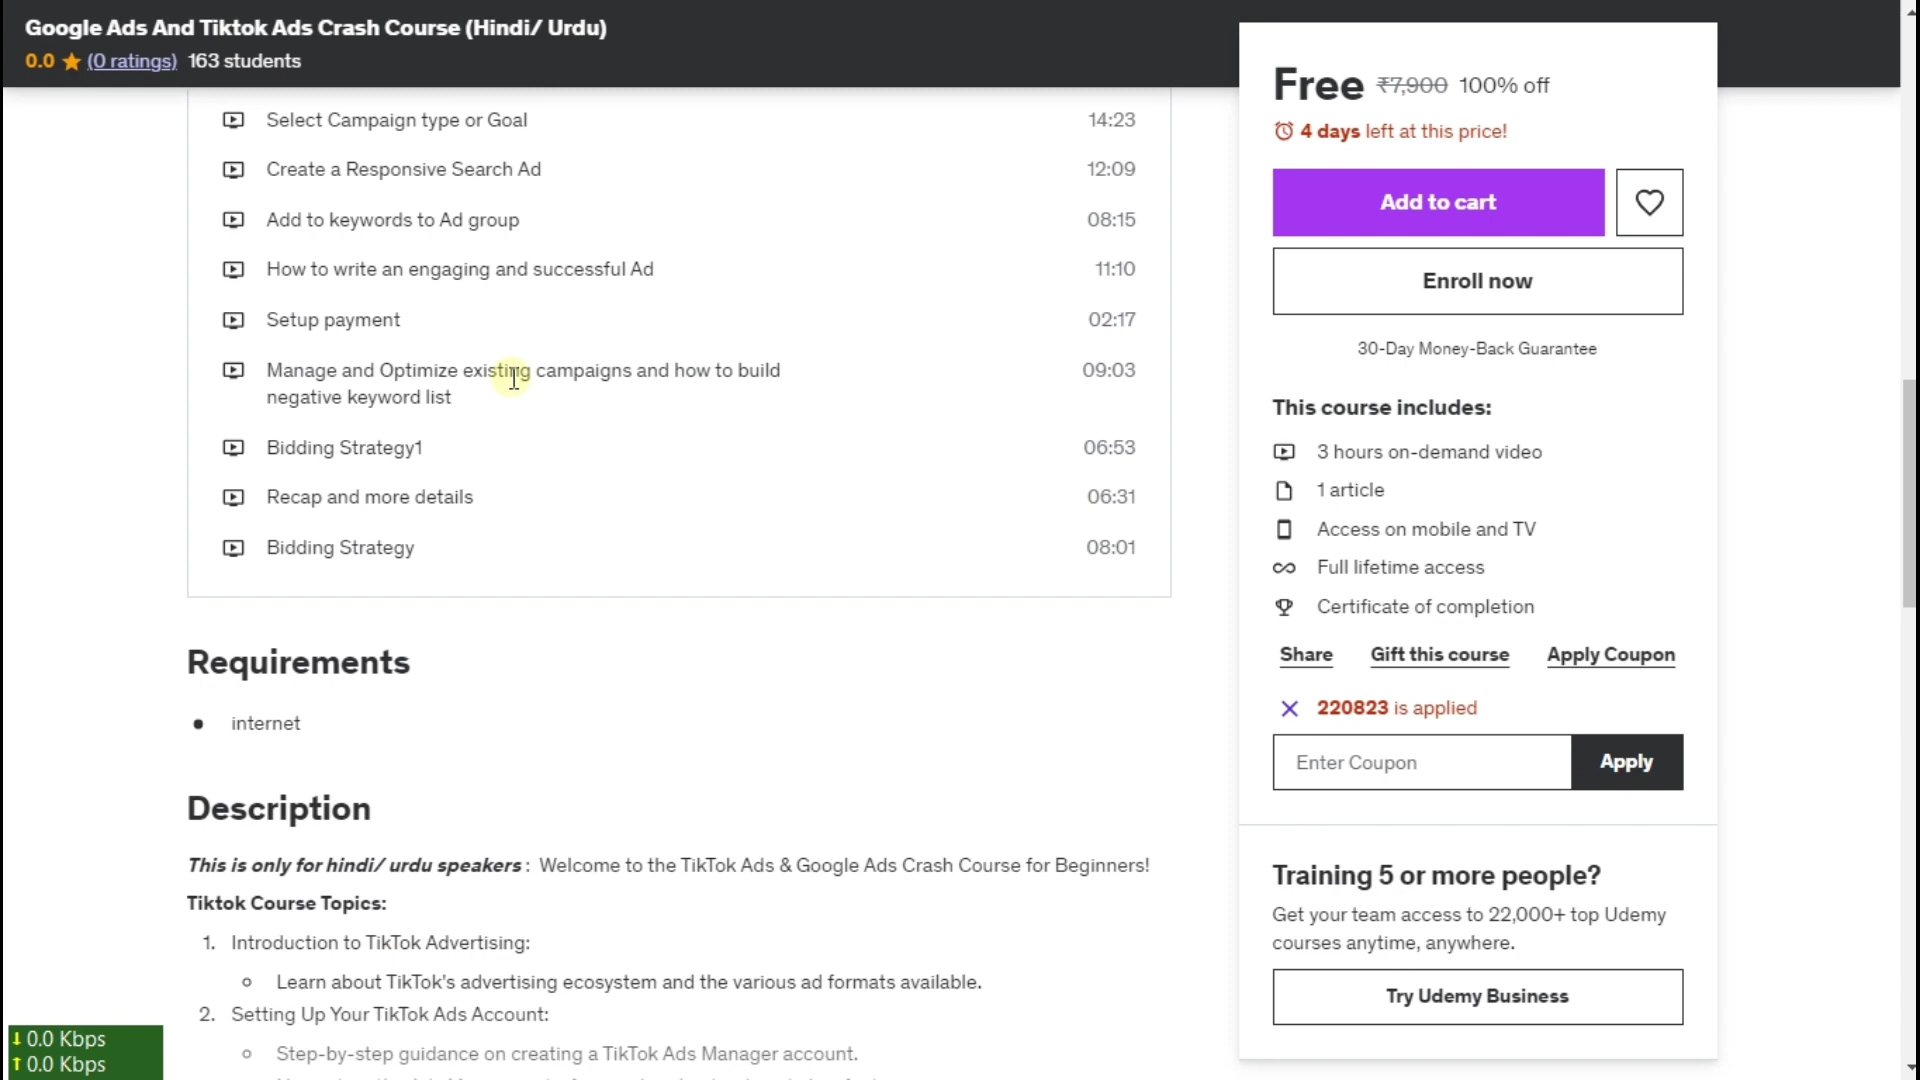 Google Ads And Tiktok Ads Crash Course (Hindi/ Urdu)
0.0 ★ (0 ratings) 163 students
Select Campaign type or Goal 14:23
Create a Responsive Search Ad 12:09
Add to keywords to Ad group 08:15
How to write an engaging and successful Ad 11:10
Setup payment 02:17
Manage and Optimize existing campaigns and how to build 09:03
negative keyword list
Bidding Strategy1 06:53
Recap and more details 06:31
Bidding Strategy 08:01
Requirements
internet
Description
This is only for hindi/ urdu speakers : Welcome to the TikTok Ads & Google Ads Crash Course for Beginners!
Tiktok Course Topics:
1. Introduction to TikTok Advertising:
Learn about TikTok's advertising ecosystem and the various ad formats available.
2. Setting Up Your TikTok Ads Account:
Step-by-step guidance on creating a TikTok Ads Manager account.
Free ₹7,900 100% off
4 days left at this price!
Add to cart
Enroll now
30-Day Money-Back Guarantee
This course includes:
3 hours on-demand video
1 article
Access on mobile and TV
Full lifetime access
Certificate of completion
Share Gift this course Apply Coupon
220823 is applied
Enter Coupon Apply
Training 5 or more people?
Get your team access to 22,000+ top Udemy
courses anytime, anywhere.
Try Udemy Business
↓ 0.0 Kbps
↑ 0.0 Kbps